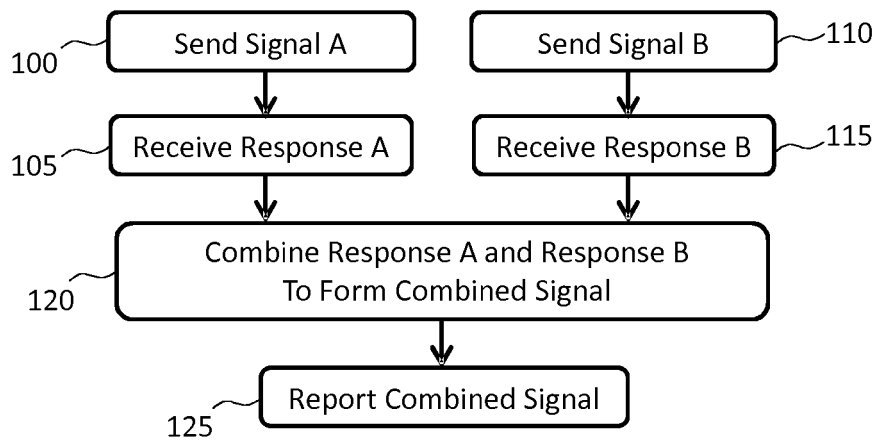 100
Send Signal A
Send Signal B
110
105
Receive Response A
Receive Response B
115
120
Combine Response A and Response B
To Form Combined Signal
125
Report Combined Signal